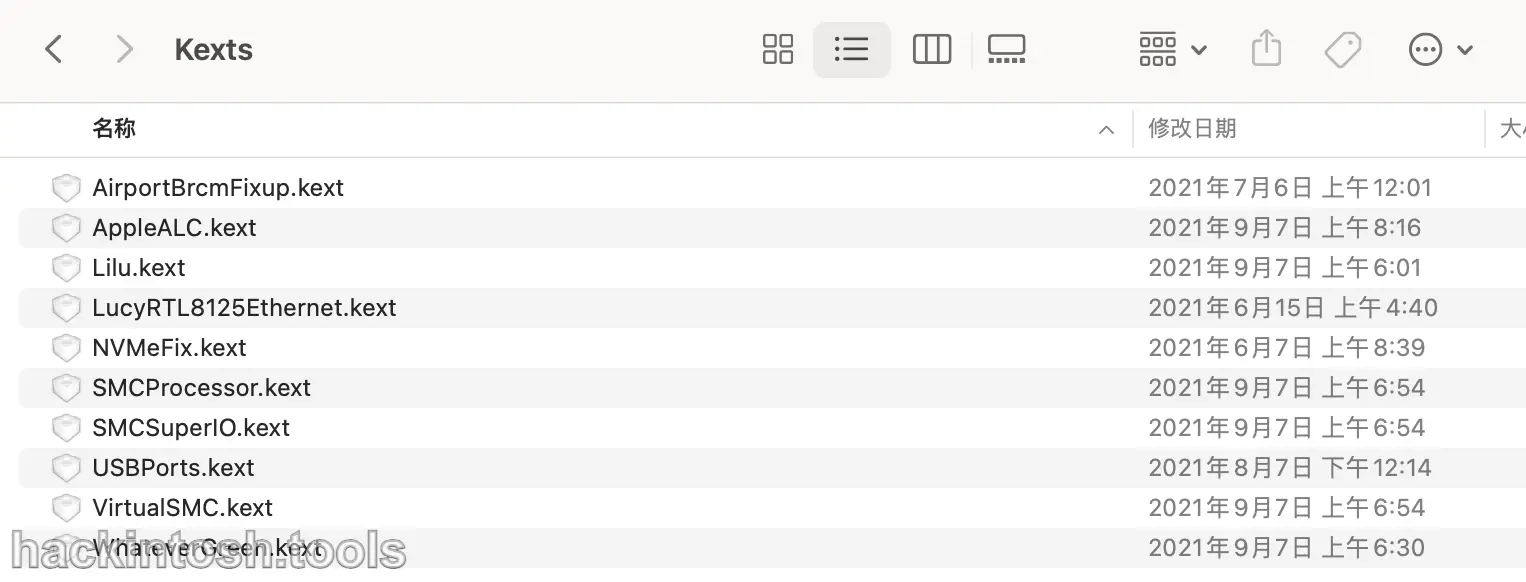 Kexts
名称 修改日期 大小
AirportBrcmFixup.kext 2021年7月6日 上午12:01
AppleALC.kext 2021年9月7日 上午8:16
Lilu.kext 2021年9月7日 上午6:01
LucyRTL8125Ethernet.kext 2021年6月15日 上午4:40
NVMeFix.kext 2021年6月7日 上午8:39
SMCProcessor.kext 2021年9月7日 上午6:54
SMCSuperIO.kext 2021年9月7日 上午6:54
USBPorts.kext 2021年8月7日 下午12:14
VirtualSMC.kext 2021年9月7日 上午6:54
WhateverGreen.kext 2021年9月7日 上午6:30
hackintosh.tools